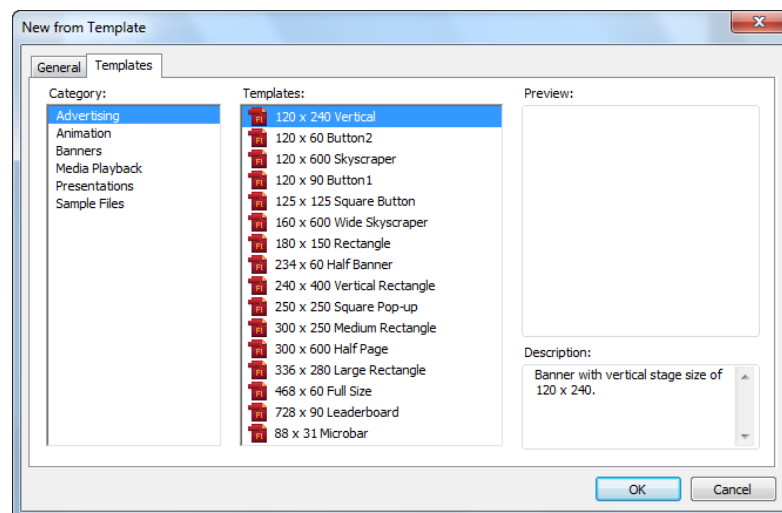 New from Template
General
Templates
Category:
Advertising
Animation
Banners
Media Playback
Presentations
Sample Files
Templates:
120 x 240 Vertical
120 x 60 Button2
120 x 600 Skyscraper
120 x 90 Button1
125 x 125 Square Button
160 x 600 Wide Skyscraper
180 x 150 Rectangle
234 x 60 Half Banner
240 x 400 Vertical Rectangle
250 x 250 Square Pop-up
300 x 250 Medium Rectangle
300 x 600 Half Page
336 x 280 Large Rectangle
468 x 60 Full Size
728 x 90 Leaderboard
88 x 31 Microbar
Preview:
Description:
Banner with vertical stage size of
120 x 240.
OK
Cancel